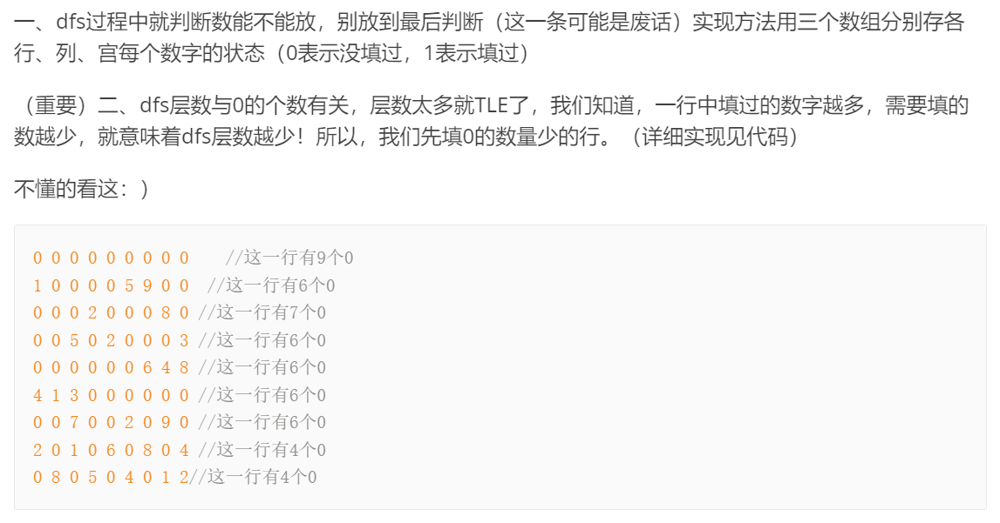 一、dfs过程中就判断数能不能放，别放到最后判断（这一条可能是废话）实现方法用三个数组分别存各
行、列、宫每个数字的状态（0表示没填过，1表示填过）
（重要）二、dfs层数与0的个数有关，层数太多就TLE了，我们知道，一行中填过的数字越多，需要填的
数越少，就意味着dfs层数越少！所以，我们先填0的数量少的行。（详细实现见代码）
不懂的看这：）
0 0 0 0 0 0 0 0 0    //这一行有9个0
1 0 0 0 0 5 9 0 0  //这一行有6个0
0 0 0 2 0 0 0 8 0 //这一行有7个0
0 0 5 0 2 0 0 0 3 //这一行有6个0
0 0 0 0 0 0 6 4 8 //这一行有6个0
4 1 3 0 0 0 0 0 0 //这一行有6个0
0 0 7 0 0 2 0 9 0 //这一行有6个0
2 0 1 0 6 0 8 0 4 //这一行有4个0
0 8 0 5 0 4 0 1 2//这一行有4个0